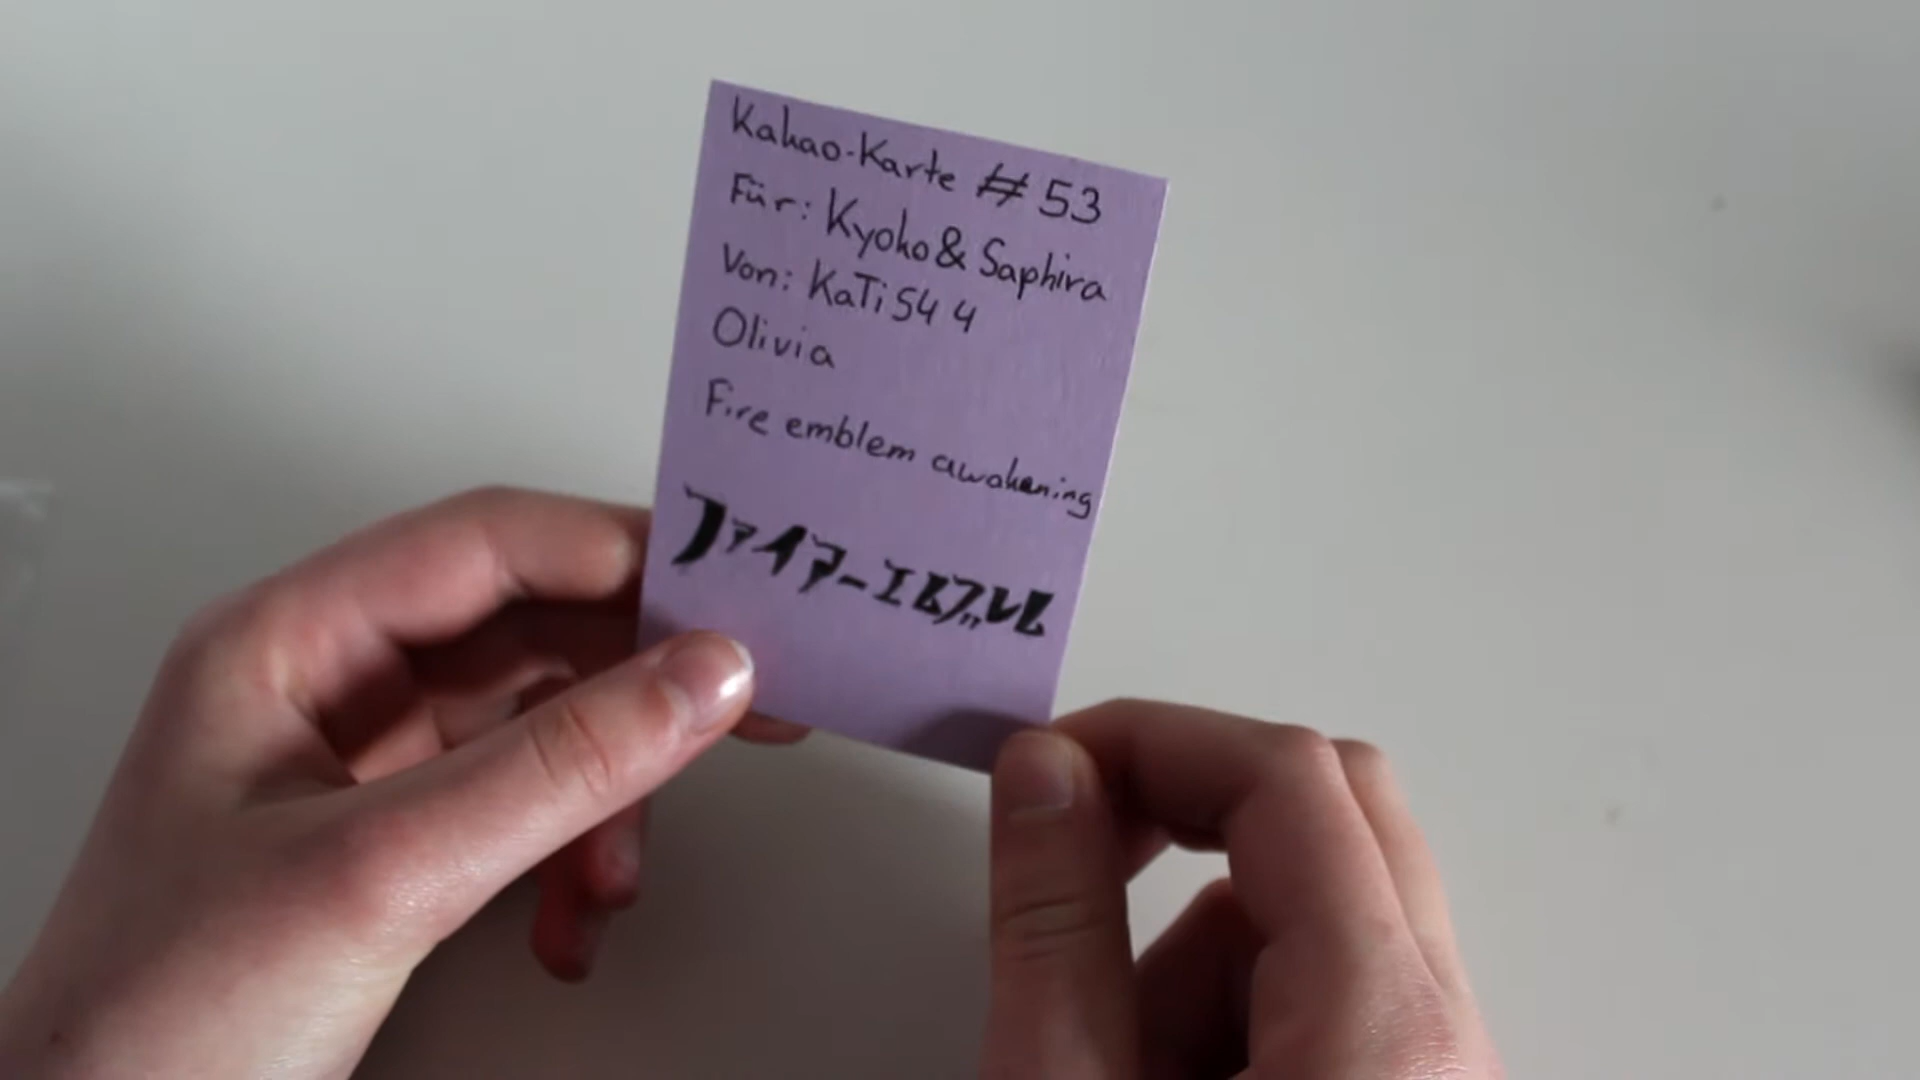 Kakao-Karte # 53
Für: Kyoko & Saphira
Von: KaTi544
Olivia
Fire emblem awakening
ファイアーエムブレム